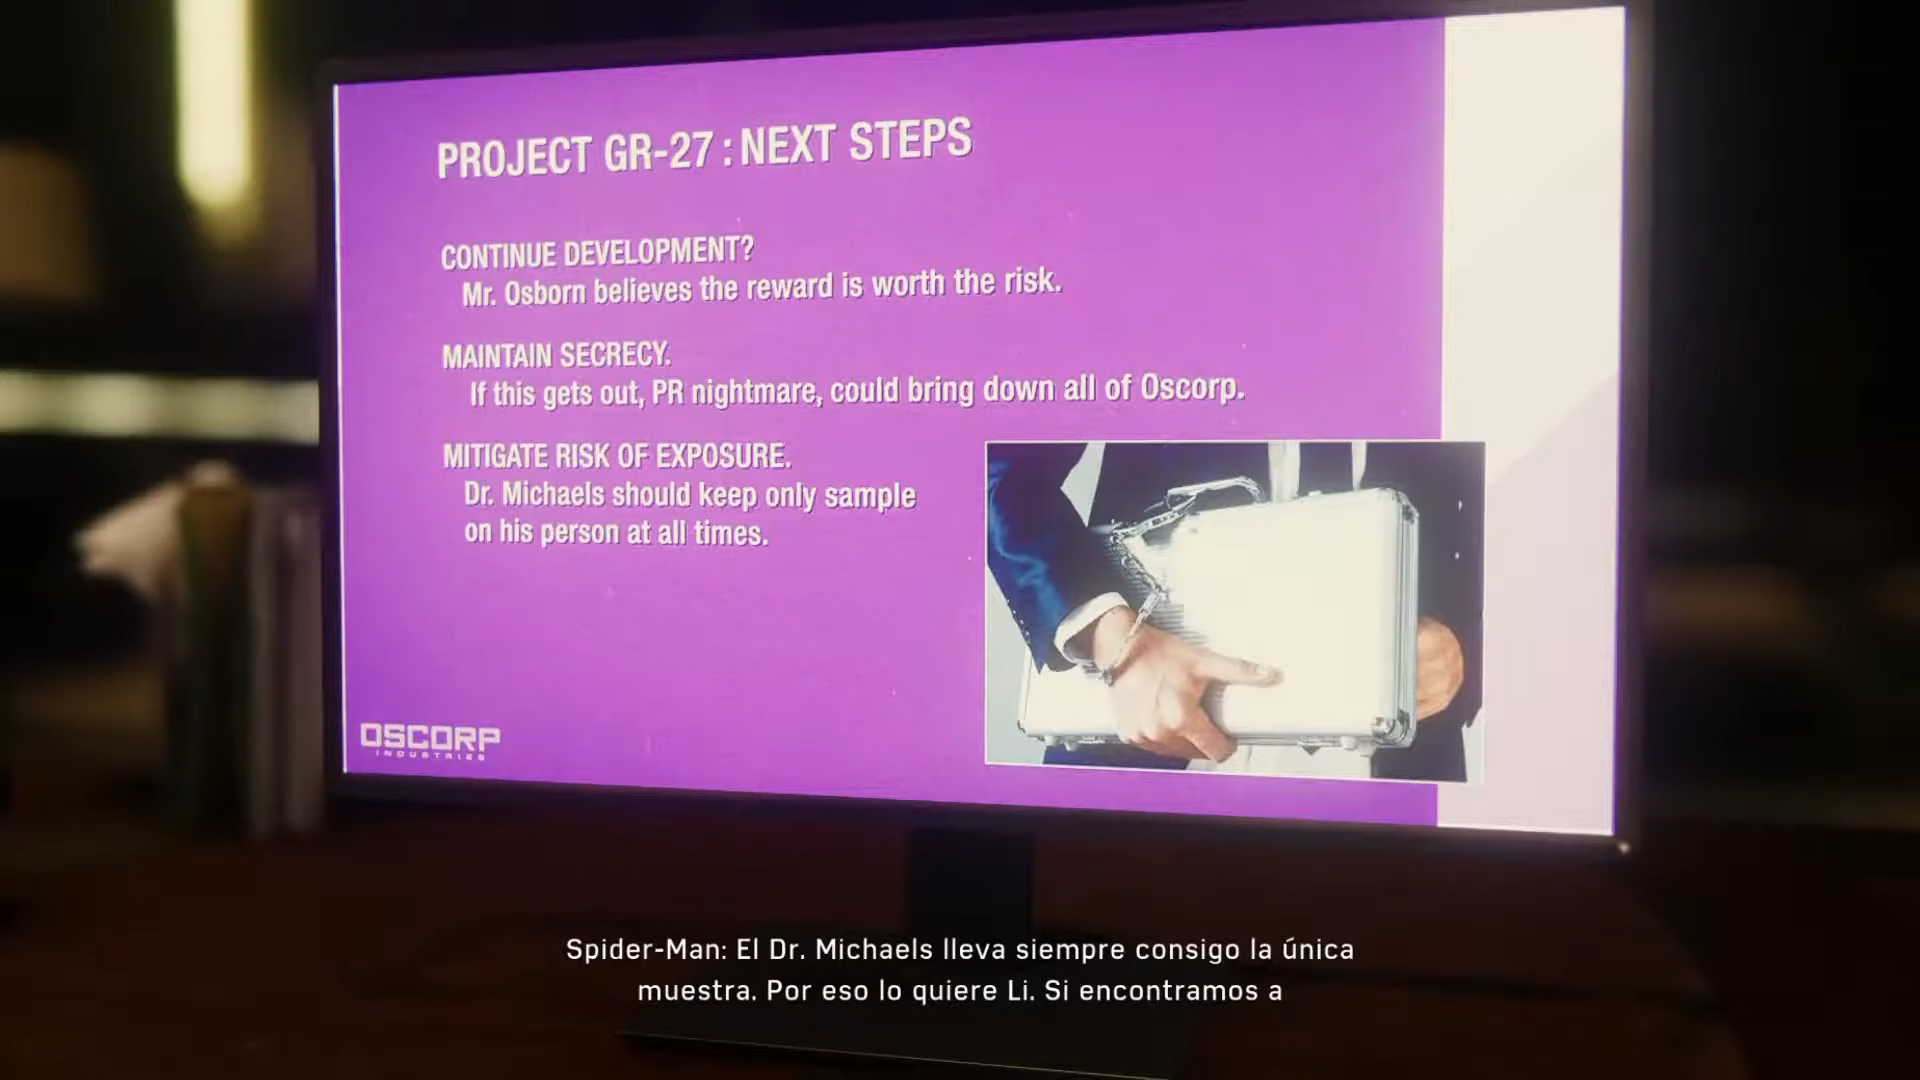 PROJECT GR-27 : NEXT STEPS
CONTINUE DEVELOPMENT?
Mr. Osborn believes the reward is worth the risk.
MAINTAIN SECRECY.
If this gets out, PR nightmare, could bring down all of Oscorp.
MITIGATE RISK OF EXPOSURE.
Dr. Michaels should keep only sample
on his person at all times.
OSCORP
INDUSTRIES
Spider-Man: El Dr. Michaels lleva siempre consigo la única
muestra. Por eso lo quiere Li. Si encontramos a